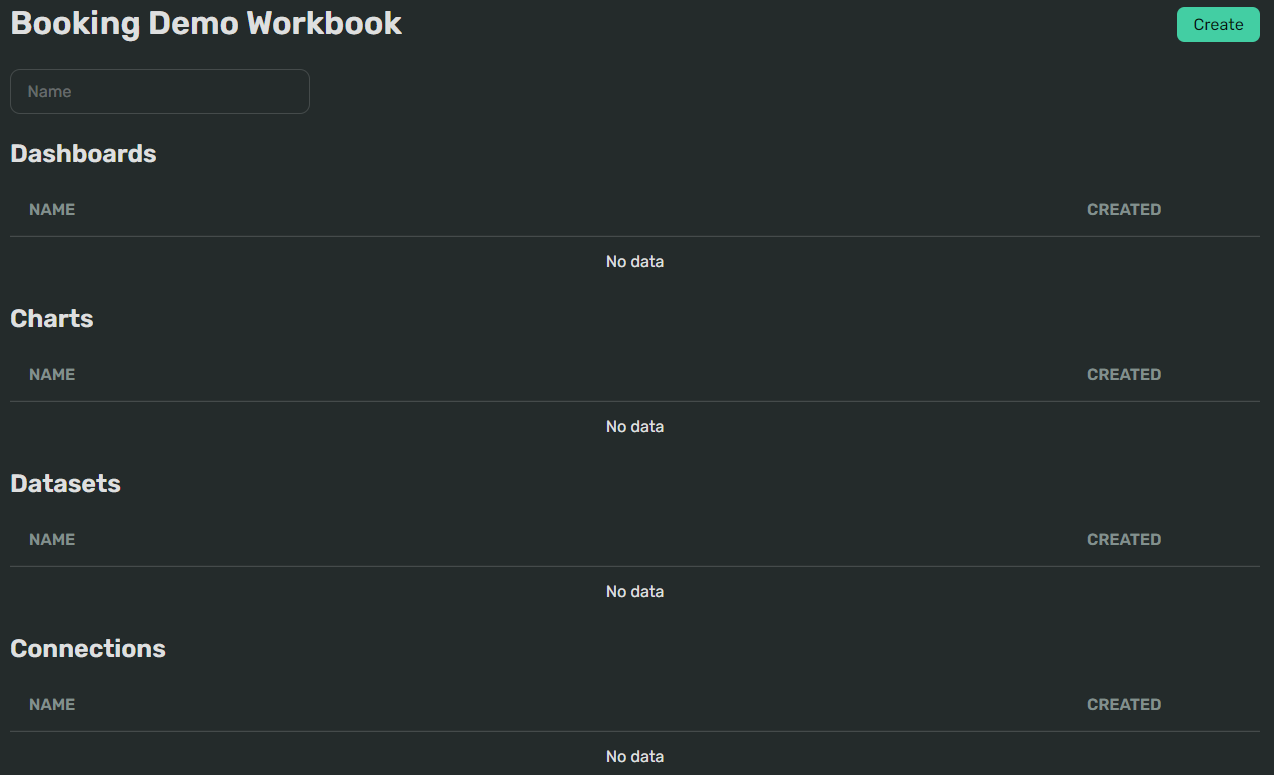 Booking Demo Workbook
Create
Name
Dashboards
NAME CREATED
No data
Charts
NAME CREATED
No data
Datasets
NAME CREATED
No data
Connections
NAME CREATED
No data